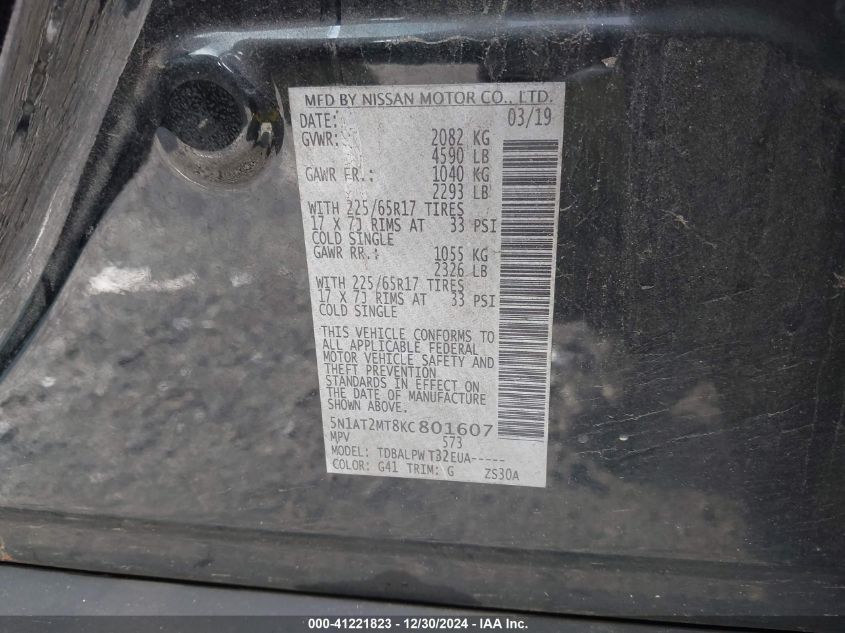 MFD BY NISSAN MOTOR CO., LTD.
DATE: 03/19
GVWR: 2082 KG
4590 LB
GAWR FR.: 1040 KG
2293 LB
WITH 225/65R17 TIRES
17 X 7J RIMS AT 33 PSI
COLD SINGLE
GAWR RR.: 1055 KG
2326 LB
WITH 225/65R17 TIRES
17 X 7J RIMS AT 33 PSI
COLD SINGLE
THIS VEHICLE CONFORMS TO
ALL APPLICABLE FEDERAL
MOTOR VEHICLE SAFETY AND
THEFT PREVENTION
STANDARDS IN EFFECT ON
THE DATE OF MANUFACTURE
SHOWN ABOVE.
5N1AT2MT8KC801607
MPV 573
MODEL: TDBALPW T32EUA-----
COLOR: G41 TRIM: G ZS30A
000-41221823 - 12/30/2024 - Copyright © IAA, Inc.